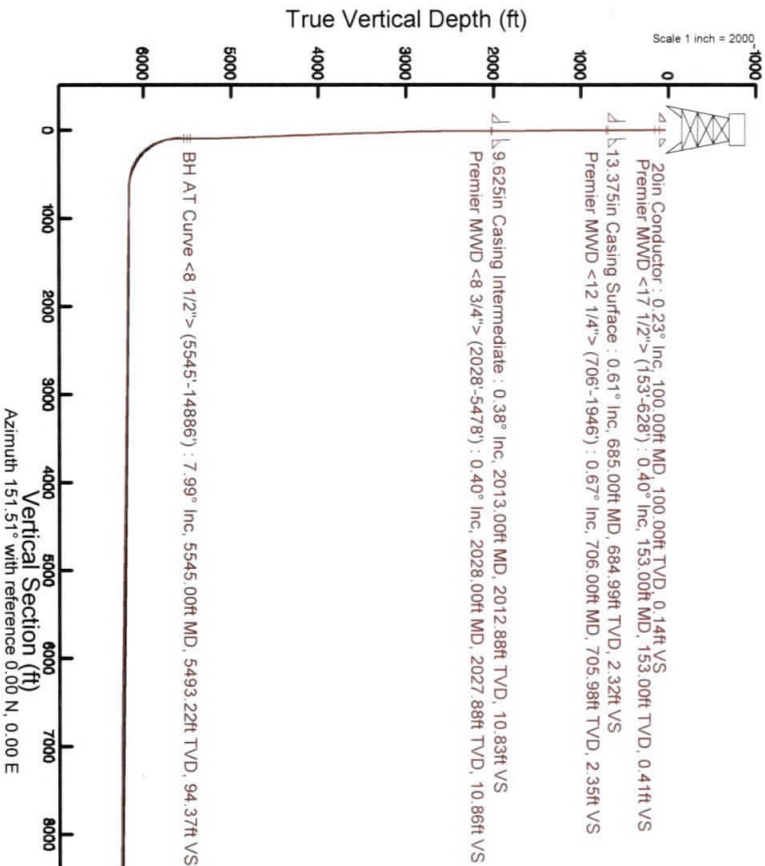 True Vertical Depth (ft)
Scale 1 inch = 2000
-1000
0
1000
2000
3000
4000
5000
6000
20in Conductor : 0.23° Inc, 100.00ft MD, 100.00ft TVD, 0.14ft VS
Premier MWD <17 1/2"> (153'-628') : 0.40° Inc, 153.00ft MD, 153.00ft TVD, 0.41ft VS
13.375in Casing Surface : 0.61° Inc, 685.00ft MD, 684.99ft TVD, 2.32ft VS
Premier MWD <12 1/4"> (706'-1946') : 0.67° Inc, 706.00ft MD, 705.98ft TVD, 2.35ft VS
9.625in Casing Intermediate : 0.38° Inc, 2013.00ft MD, 2012.88ft TVD, 10.83ft VS
Premier MWD <8 3/4"> (2028'-5478') : 0.40° Inc, 2028.00ft MD, 2027.88ft TVD, 10.86ft VS
BH AT Curve <8 1/2"> (5545'-14886') : 7.99° Inc, 5545.00ft MD, 5493.22ft TVD, 94.37ft VS
0
1000
2000
3000
4000
5000
6000
7000
8000
Vertical Section (ft)
Azimuth 151.51° with reference 0.00 N, 0.00 E